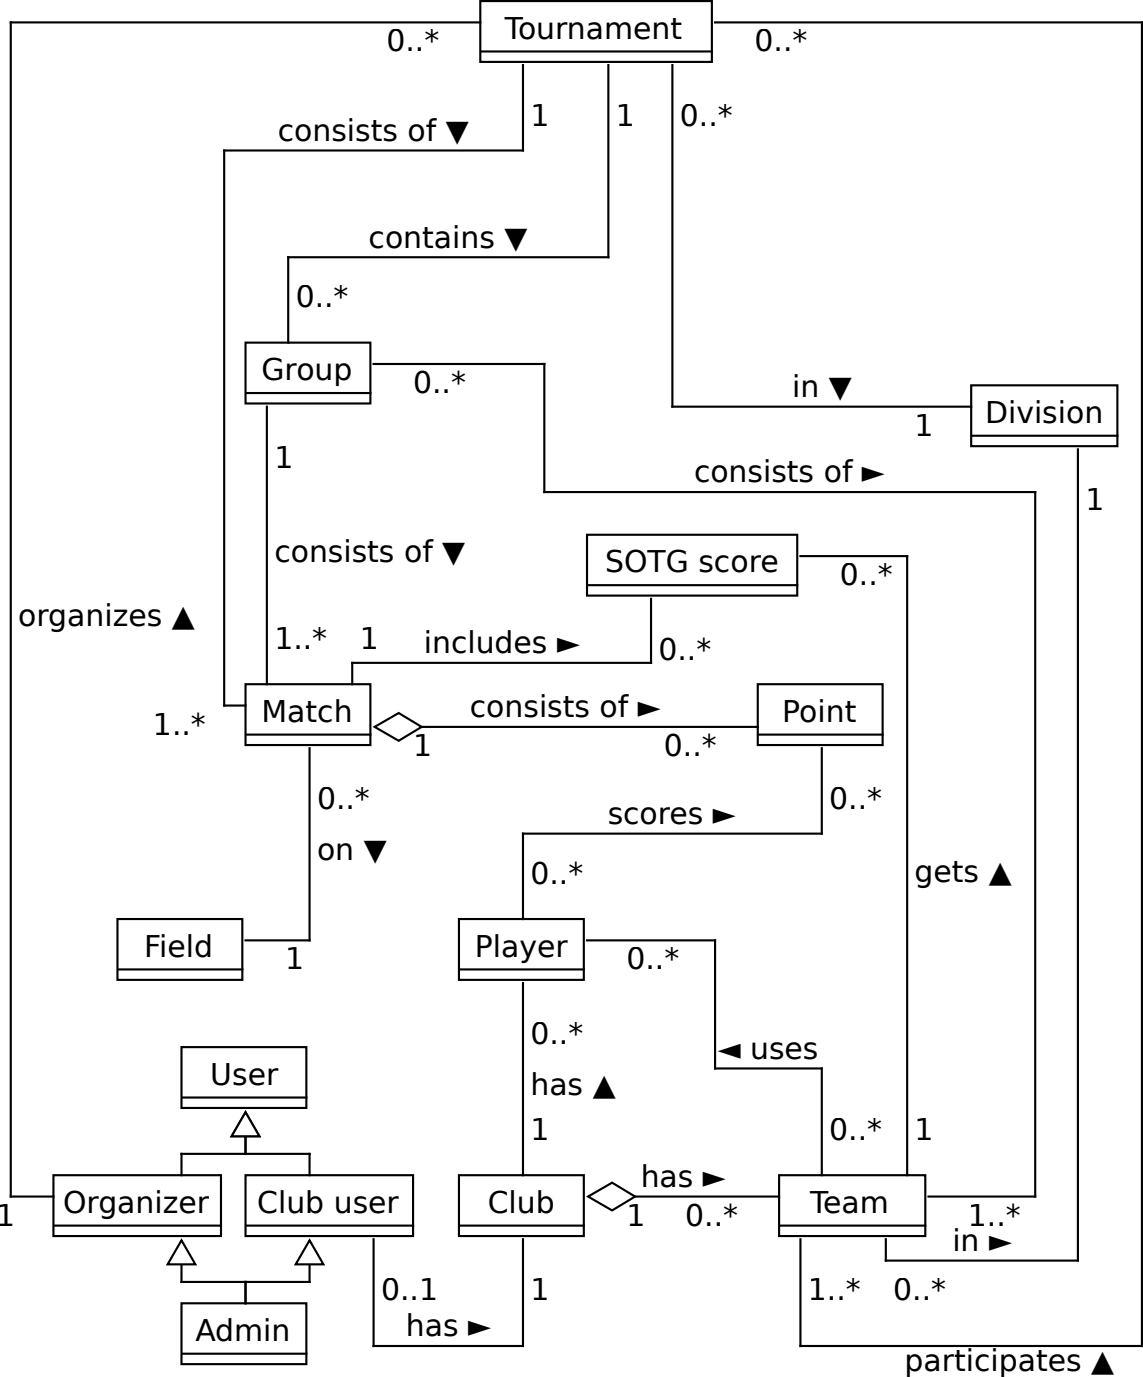 Tournament
0..*
0..*
1
1
0..*
consists of ▼
contains ▼
0..*
Group
0..*
in ▼
Division
1
1
consists of ►
1
SOTG score
consists of ▼
0..*
organizes ▲
1..*
1
includes ►
0..*
Match
consists of ►
Point
1..*
1
0..*
0..*
0..*
scores ►
on ▼
0..*
gets ▲
Field
Player
1
0..*
0..*
◄ uses
User
has ▲
1
0..*
1
has ►
Organizer
Club user
Club
Team
1
1
0..*
1..*
in ►
0..1
1
1..*
0..*
Admin
has ►
participates ▲